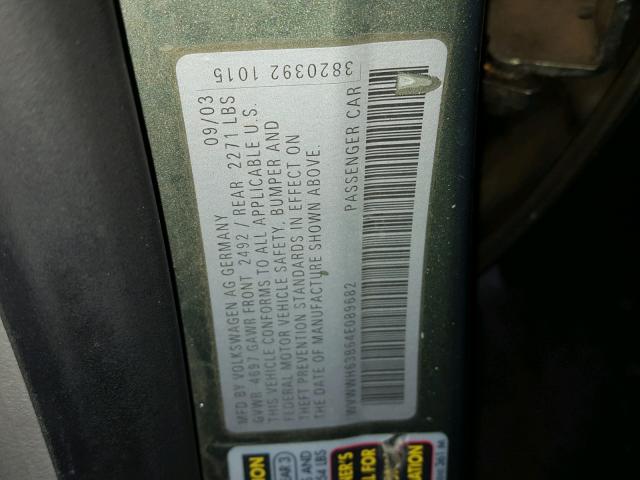 3820392 1015
MFD BY VOLKSWAGEN AG GERMANY 09/03
GVWR 4697 GAWR FRONT 2492 / REAR 2271 LBS
THIS VEHICLE CONFORMS TO ALL APPLICABLE U.S.
FEDERAL MOTOR VEHICLE SAFETY, BUMPER AND
THEFT PREVENTION STANDARDS IN EFFECT ON
THE DATE OF MANUFACTURE SHOWN ABOVE.
WVWWH63B64E089682 PASSENGER CAR